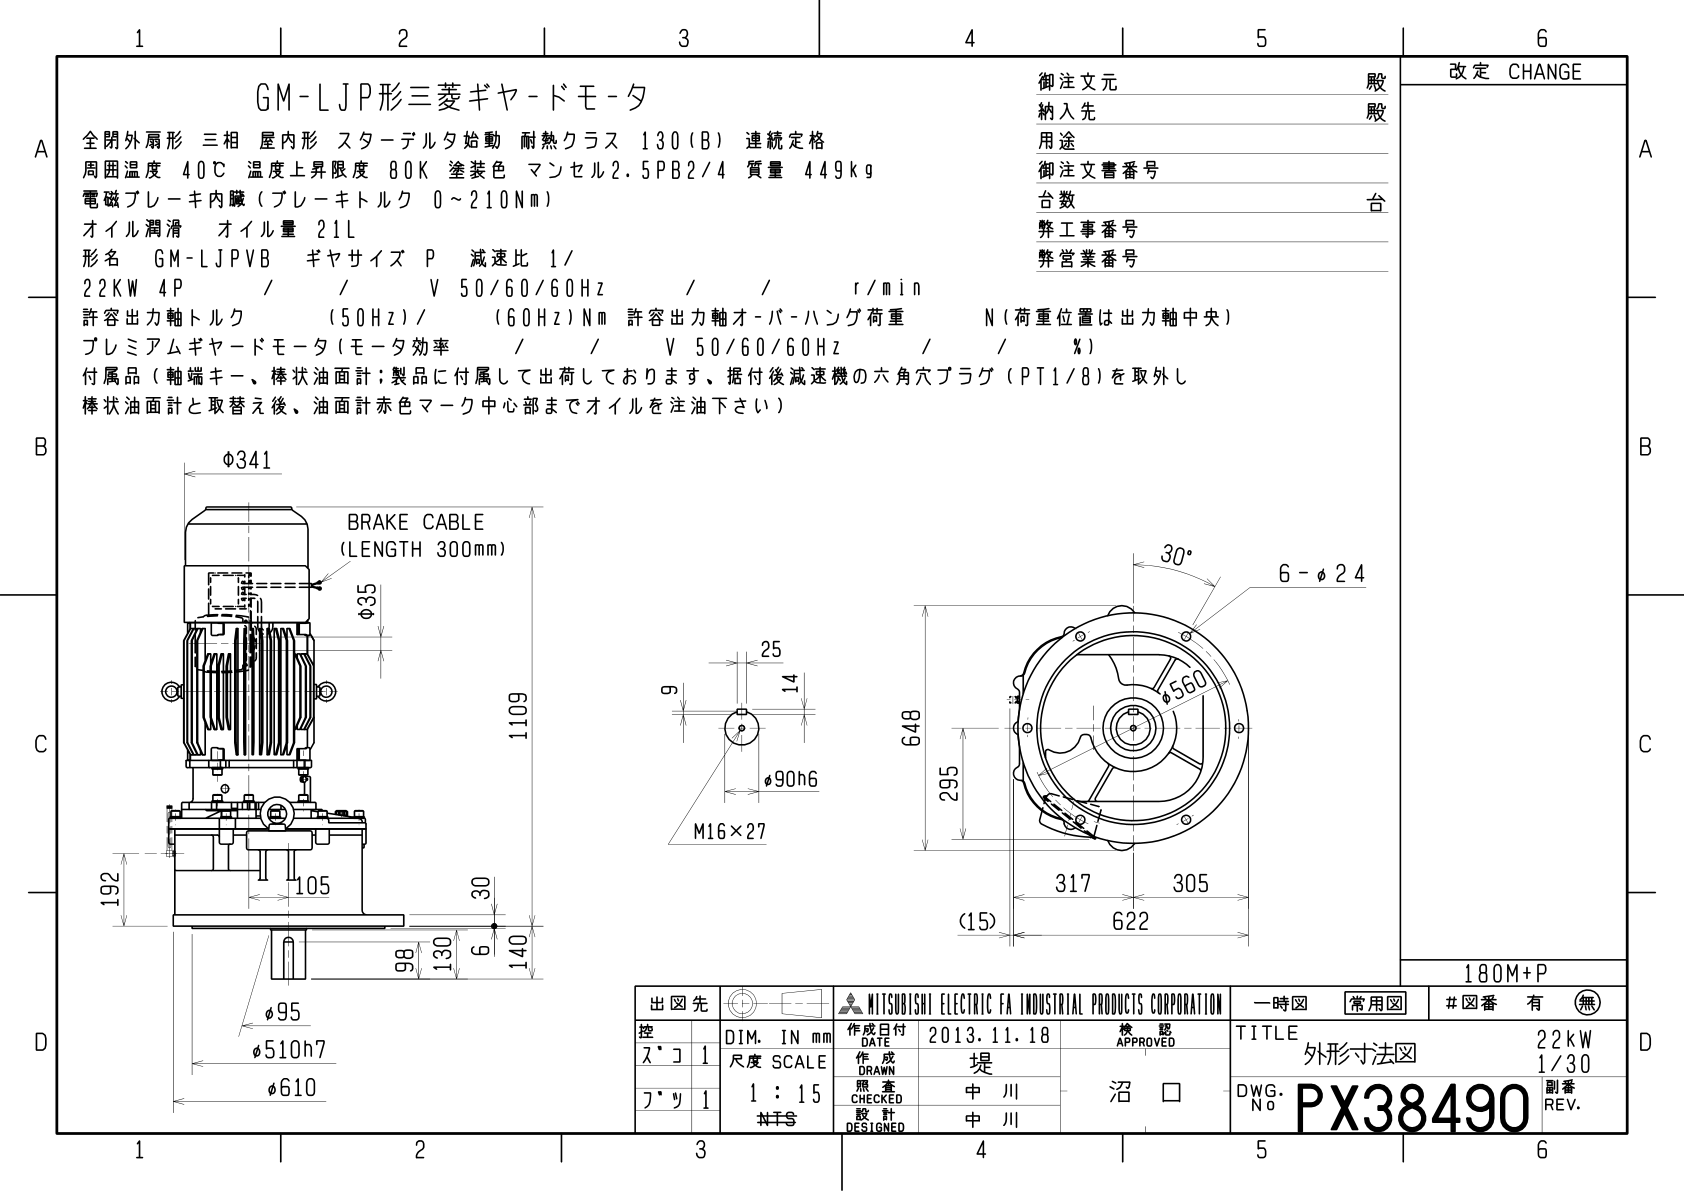 1 2 3 4 5 6
改定 CHANGE
GM-LJP形三菱ギヤードモータ
全閉外扇形 三相 屋内形 スターデルタ始動 耐熱クラス 130(B) 連続定格
周囲温度 40℃ 温度上昇限度 80K 塗装色 マンセル2.5PB2/4 質量 449kg
電磁ブレーキ内臓(ブレーキトルク 0~210Nm)
オイル潤滑 オイル量 21L
形名 GM-LJPVB ギヤサイズ P 減速比 1/
22KW 4P / / V 50/60/60Hz / / r/min
許容出力軸トルク (50Hz)/ (60Hz)Nm 許容出力軸オーバーハング荷重 N(荷重位置は出力軸中央)
プレミアムギヤードモータ(モータ効率 / / V 50/60/60Hz / / %)
付属品(軸端キー、棒状油面計;製品に付属して出荷しております、据付後減速機の六角穴プラグ(PT1/8)を取外し
棒状油面計と取替え後、油面計赤色マーク中心部までオイルを注油下さい)
御注文元 殿
納入先 殿
用途
御注文書番号
台数 台
弊工事番号
弊営業番号
A A
B B
C C
D D
Φ341
BRAKE CABLE
(LENGTH 300mm)
Φ35
1109
192
105
30
6
98
130
140
φ95
φ510h7
φ610
25
9
14
φ90h6
M16×27
30°
6-φ24
φ560
648
295
317 305
(15) 622
180M+P
出図先
控
ズコ 1
ブツ 1
DIM. IN mm
尺度 SCALE
1 : 15
NTS
MITSUBISHI ELECTRIC FA INDUSTRIAL PRODUCTS CORPORATION
作成日付 DATE 2013.11.18
作成 DRAWN 堤
照査 CHECKED 中川
設計 DESIGNED 中川
検認 APPROVED
沼口
一時図 常用図 #図番 有 無
TITLE
外形寸法図
22kW
1/30
DWG. No PX38490
副番 REV.
1 2 3 4 5 6